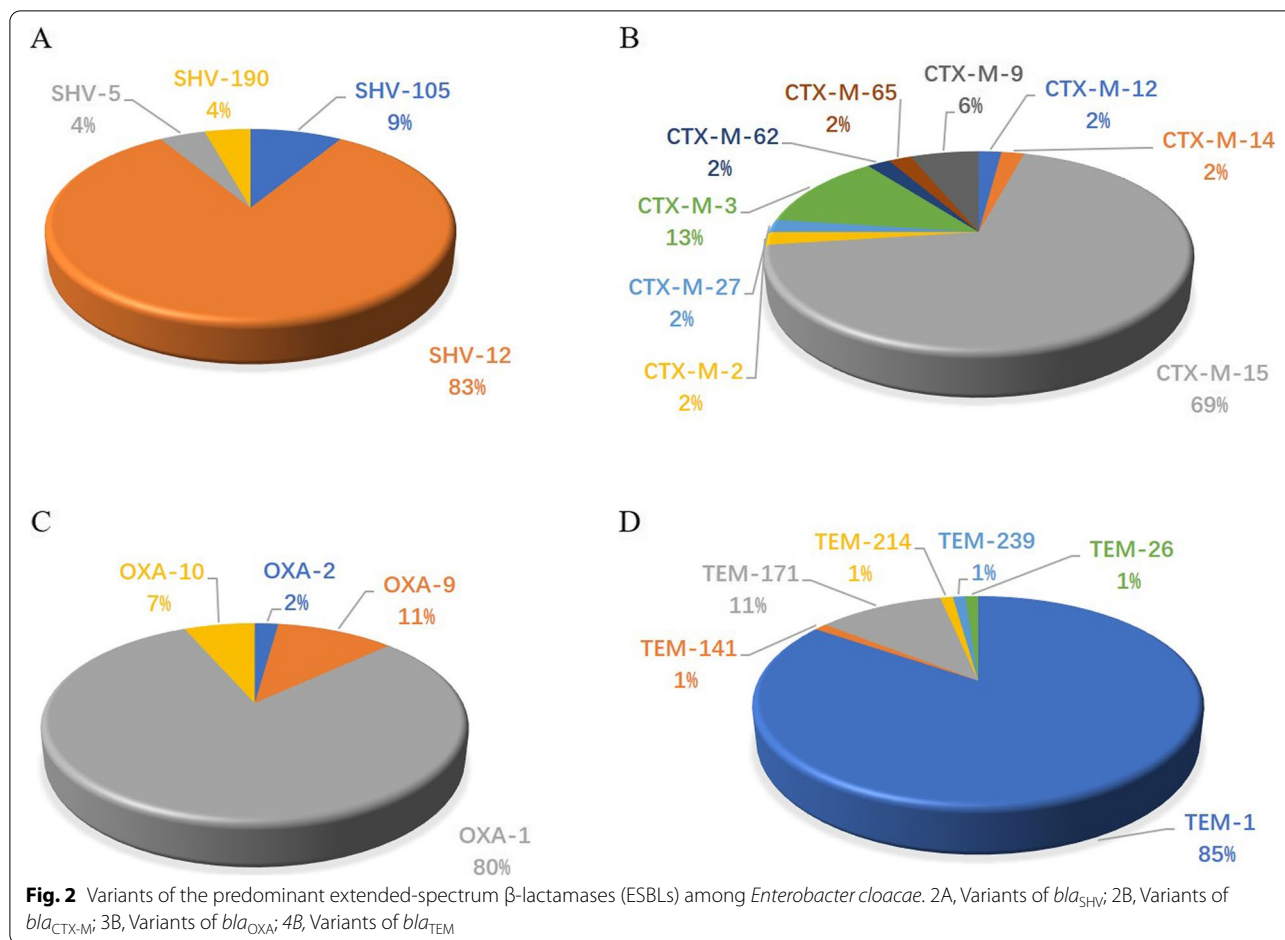 A
SHV-190
4%
SHV-5
4%
SHV-105
9%
SHV-12
83%
B
CTX-M-9
6%
CTX-M-12
2%
CTX-M-65
2%
CTX-M-14
2%
CTX-M-62
2%
CTX-M-3
13%
CTX-M-27
2%
CTX-M-2
2%
CTX-M-15
69%
C
OXA-10
7%
OXA-2
2%
OXA-9
11%
OXA-1
80%
D
TEM-214
1%
TEM-239
1%
TEM-26
1%
TEM-171
11%
TEM-141
1%
TEM-1
85%
Fig. 2 Variants of the predominant extended-spectrum β-lactamases (ESBLs) among Enterobacter cloacae. 2A, Variants of blaSHV; 2B, Variants of
blaCTX-M; 3B, Variants of blaOXA; 4B, Variants of blaTEM